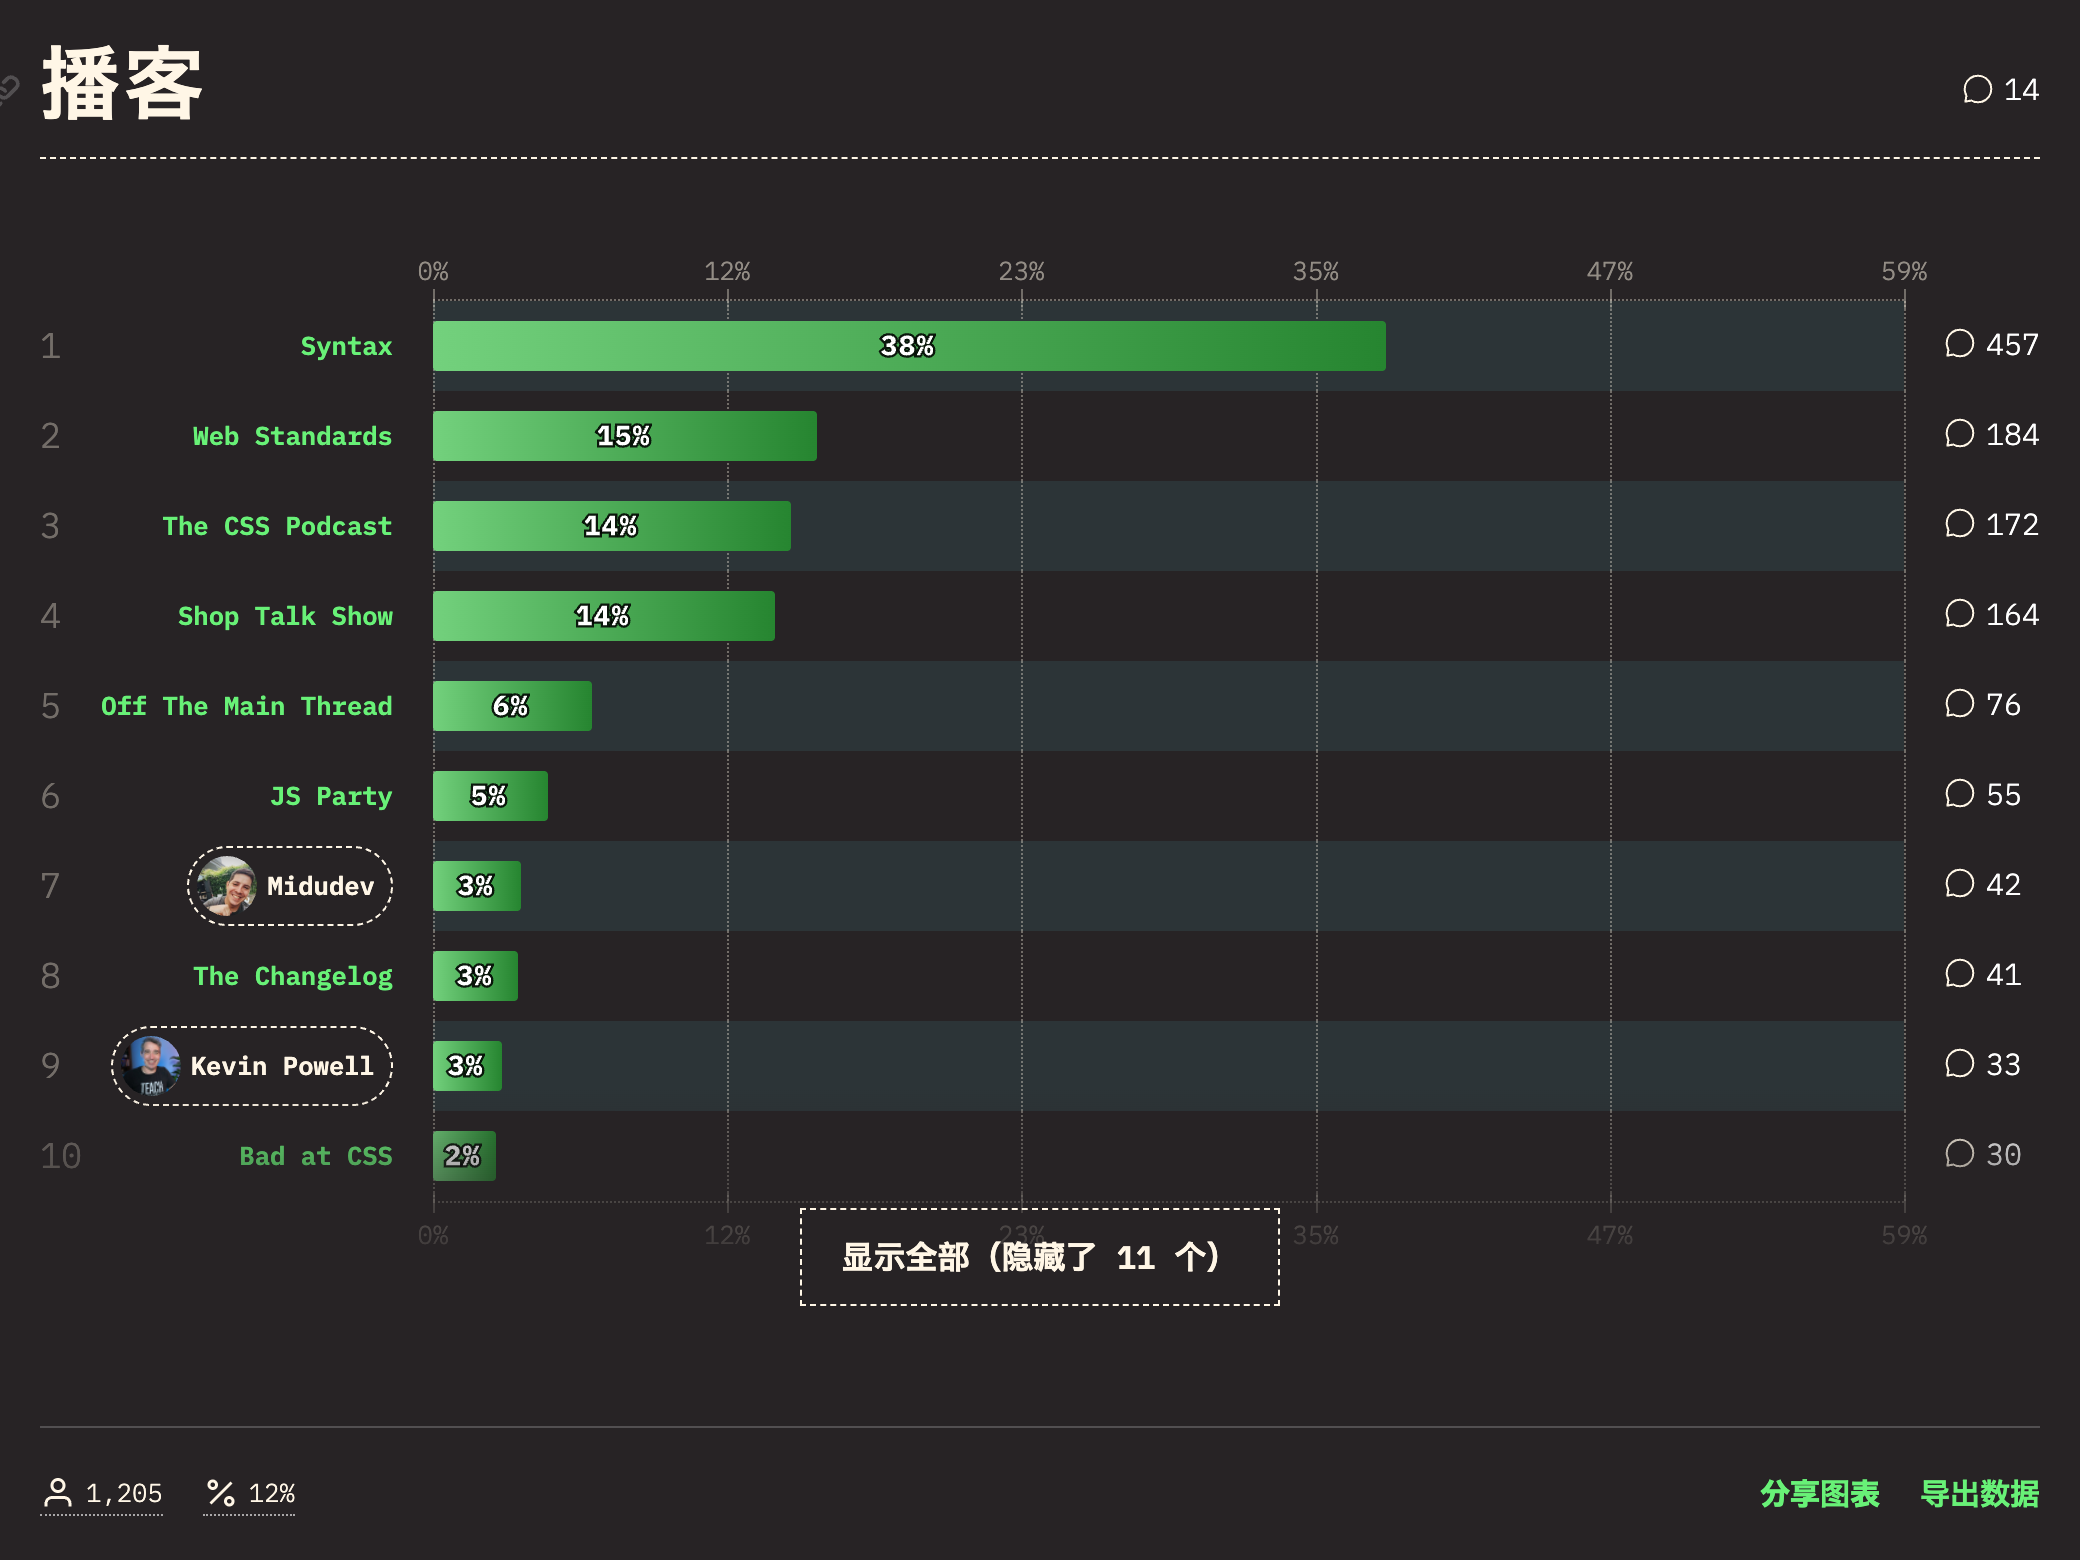 播客
14
0% 12% 23% 35% 47% 59%
1 Syntax 38% 457
2 Web Standards 15% 184
3 The CSS Podcast 14% 172
4 Shop Talk Show 14% 164
5 Off The Main Thread 6% 76
6 JS Party 5% 55
7 Midudev 3% 42
8 The Changelog 3% 41
9 Kevin Powell 3% 33
TEACH
10 Bad at CSS 2% 30
0% 12% 23% 35% 47% 59%
显示全部（隐藏了 11 个）
1,205 12% 分享图表 导出数据